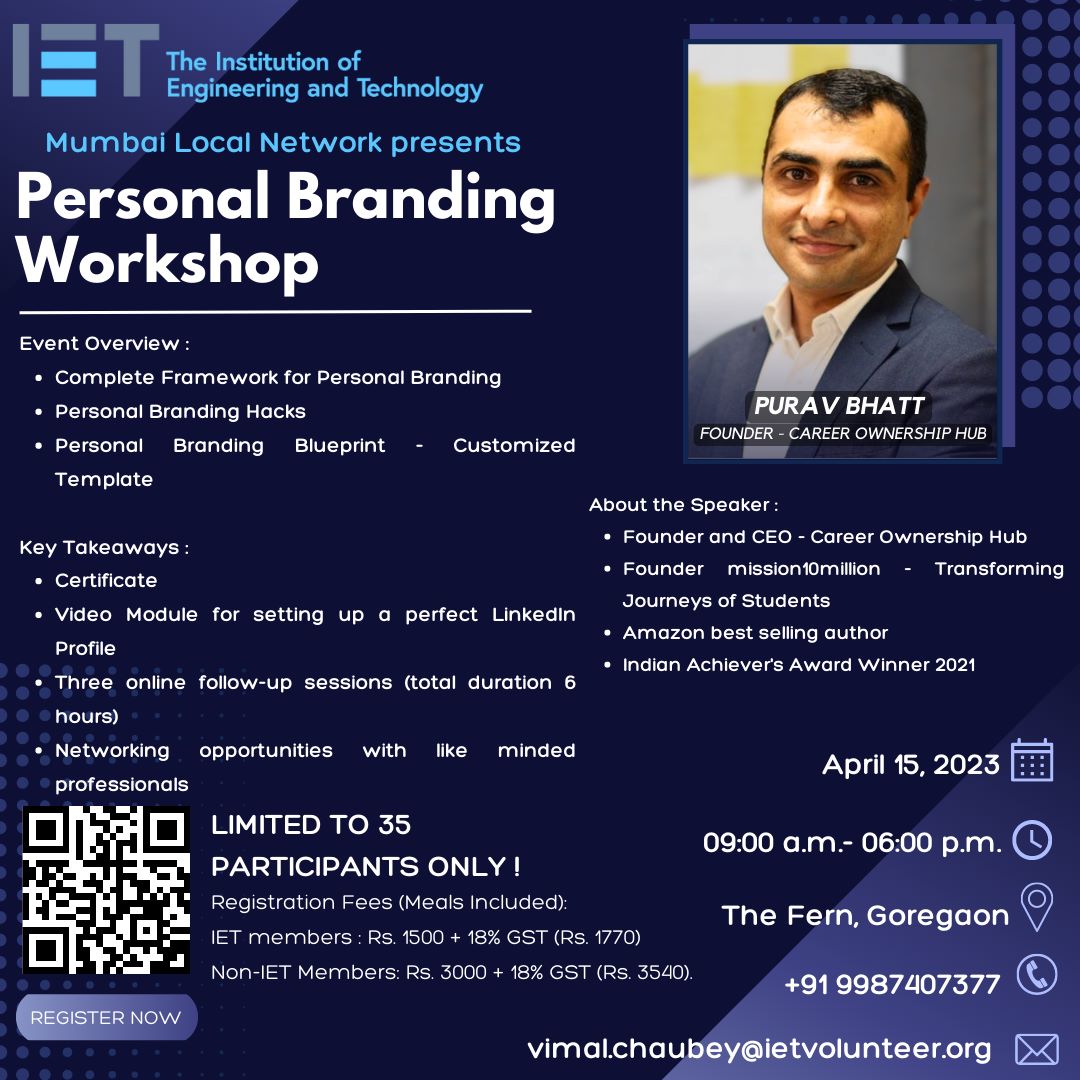 IET The Institution of
Engineering and Technology
Mumbai Local Network presents
Personal Branding
Workshop
Event Overview :
• Complete Framework for Personal Branding
• Personal Branding Hacks
• Personal Branding Blueprint - Customized
Template
Key Takeaways :
• Certificate
• Video Module for setting up a perfect LinkedIn
Profile
• Three online follow-up sessions (total duration 6
hours)
• Networking opportunities with like minded
professionals
PURAV BHATT
FOUNDER - CAREER OWNERSHIP HUB
About the Speaker :
• Founder and CEO - Career Ownership Hub
• Founder mission10million - Transforming
Journeys of Students
• Amazon best selling author
• Indian Achiever's Award Winner 2021
LIMITED TO 35
PARTICIPANTS ONLY !
Registration Fees (Meals Included):
IET members : Rs. 1500 + 18% GST (Rs. 1770)
Non-IET Members: Rs. 3000 + 18% GST (Rs. 3540).
REGISTER NOW
April 15, 2023
09:00 a.m.- 06:00 p.m.
The Fern, Goregaon
+91 9987407377
vimal.chaubey@ietvolunteer.org